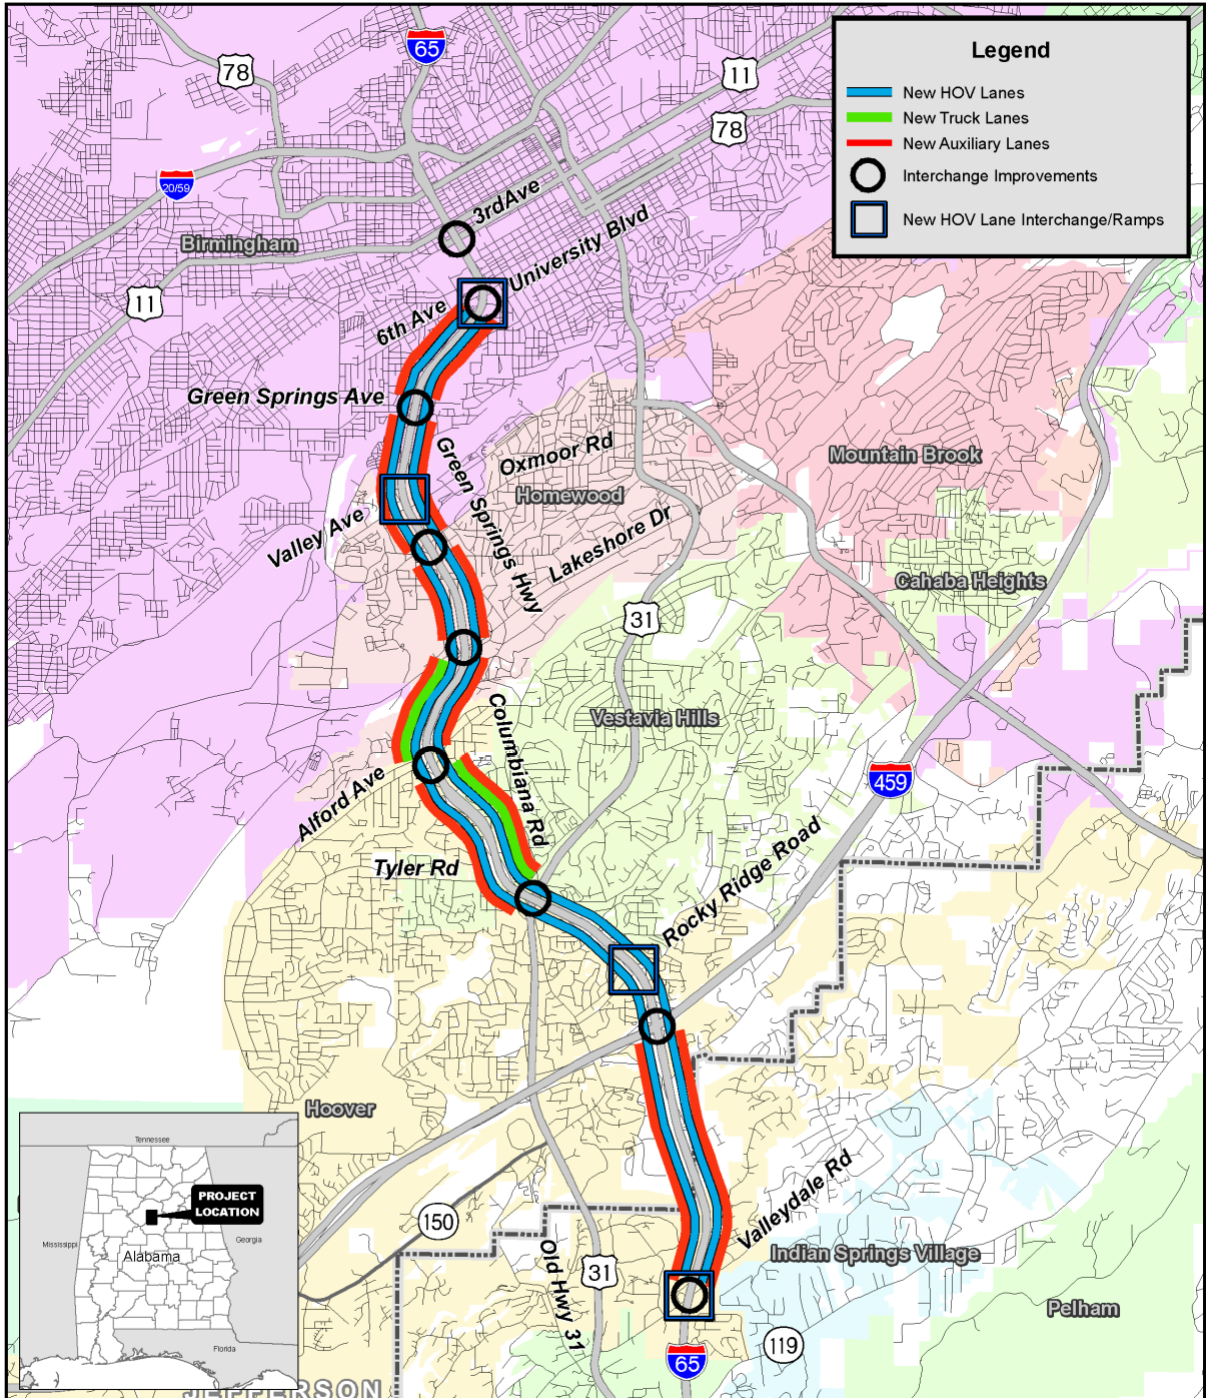 65
78
11
78
20/59
Legend
New HOV Lanes
New Truck Lanes
New Auxiliary Lanes
Interchange Improvements
New HOV Lane Interchange/Ramps
3rd Ave
Birmingham
University Blvd
11
6th Ave
Green Springs Ave
Oxmoor Rd
Mountain Brook
Homewood
Green Springs Hwy
Valley Ave
Lakeshore Dr
Cahaba Heights
31
Vestavia Hills
Columbiana Rd
459
Alford Ave
Tyler Rd
Rocky Ridge Road
Hoover
Tennessee
PROJECT
LOCATION
Mississippi
Georgia
Alabama
Florida
150
Valleydale Rd
Indian Springs Village
Old Hwy 31
31
Pelham
119
65
JEFFERSON